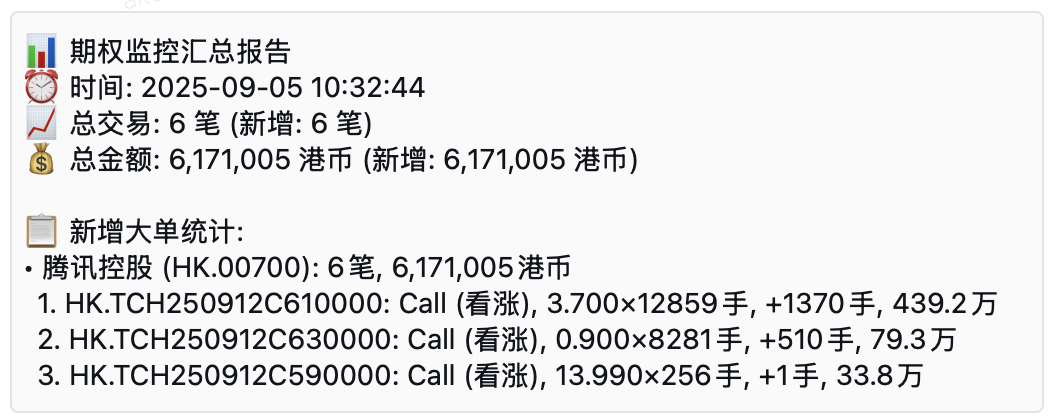 📊 期权监控汇总报告
⏰ 时间: 2025-09-05 10:32:44
📈 总交易: 6 笔 (新增: 6 笔)
💰 总金额: 6,171,005 港币 (新增: 6,171,005 港币)
📋 新增大单统计:
• 腾讯控股 (HK.00700): 6笔, 6,171,005港币
1. HK.TCH250912C610000: Call (看涨), 3.700×12859手, +1370手, 439.2万
2. HK.TCH250912C630000: Call (看涨), 0.900×8281手, +510手, 79.3万
3. HK.TCH250912C590000: Call (看涨), 13.990×256手, +1手, 33.8万